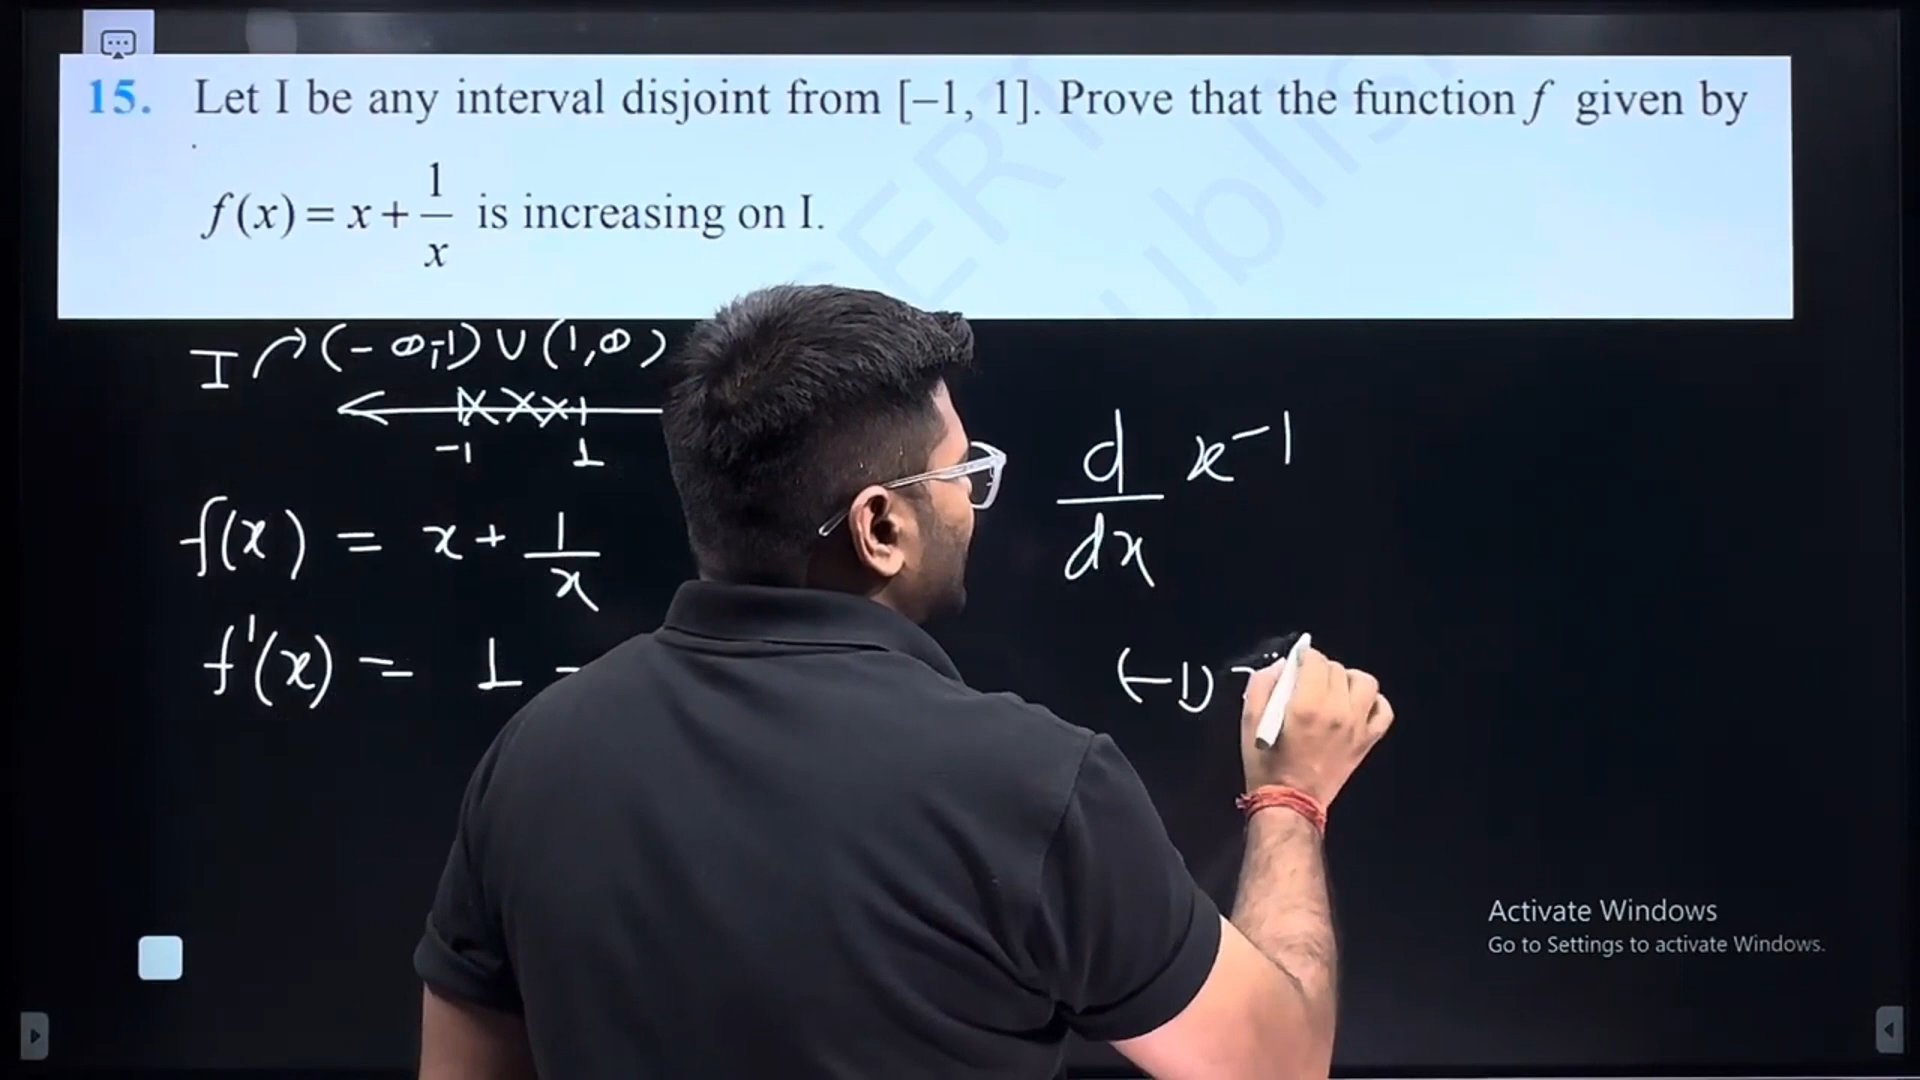 15. Let I be any interval disjoint from [–1, 1]. Prove that the function f given by
f(x) = x + 1/x is increasing on I.
I → (-∞,-1) ∪ (1,∞)
-1 1
f(x) = x + 1/x
f'(x) = 1 -
d/dx x⁻¹
(-1)
Activate Windows
Go to Settings to activate Windows.